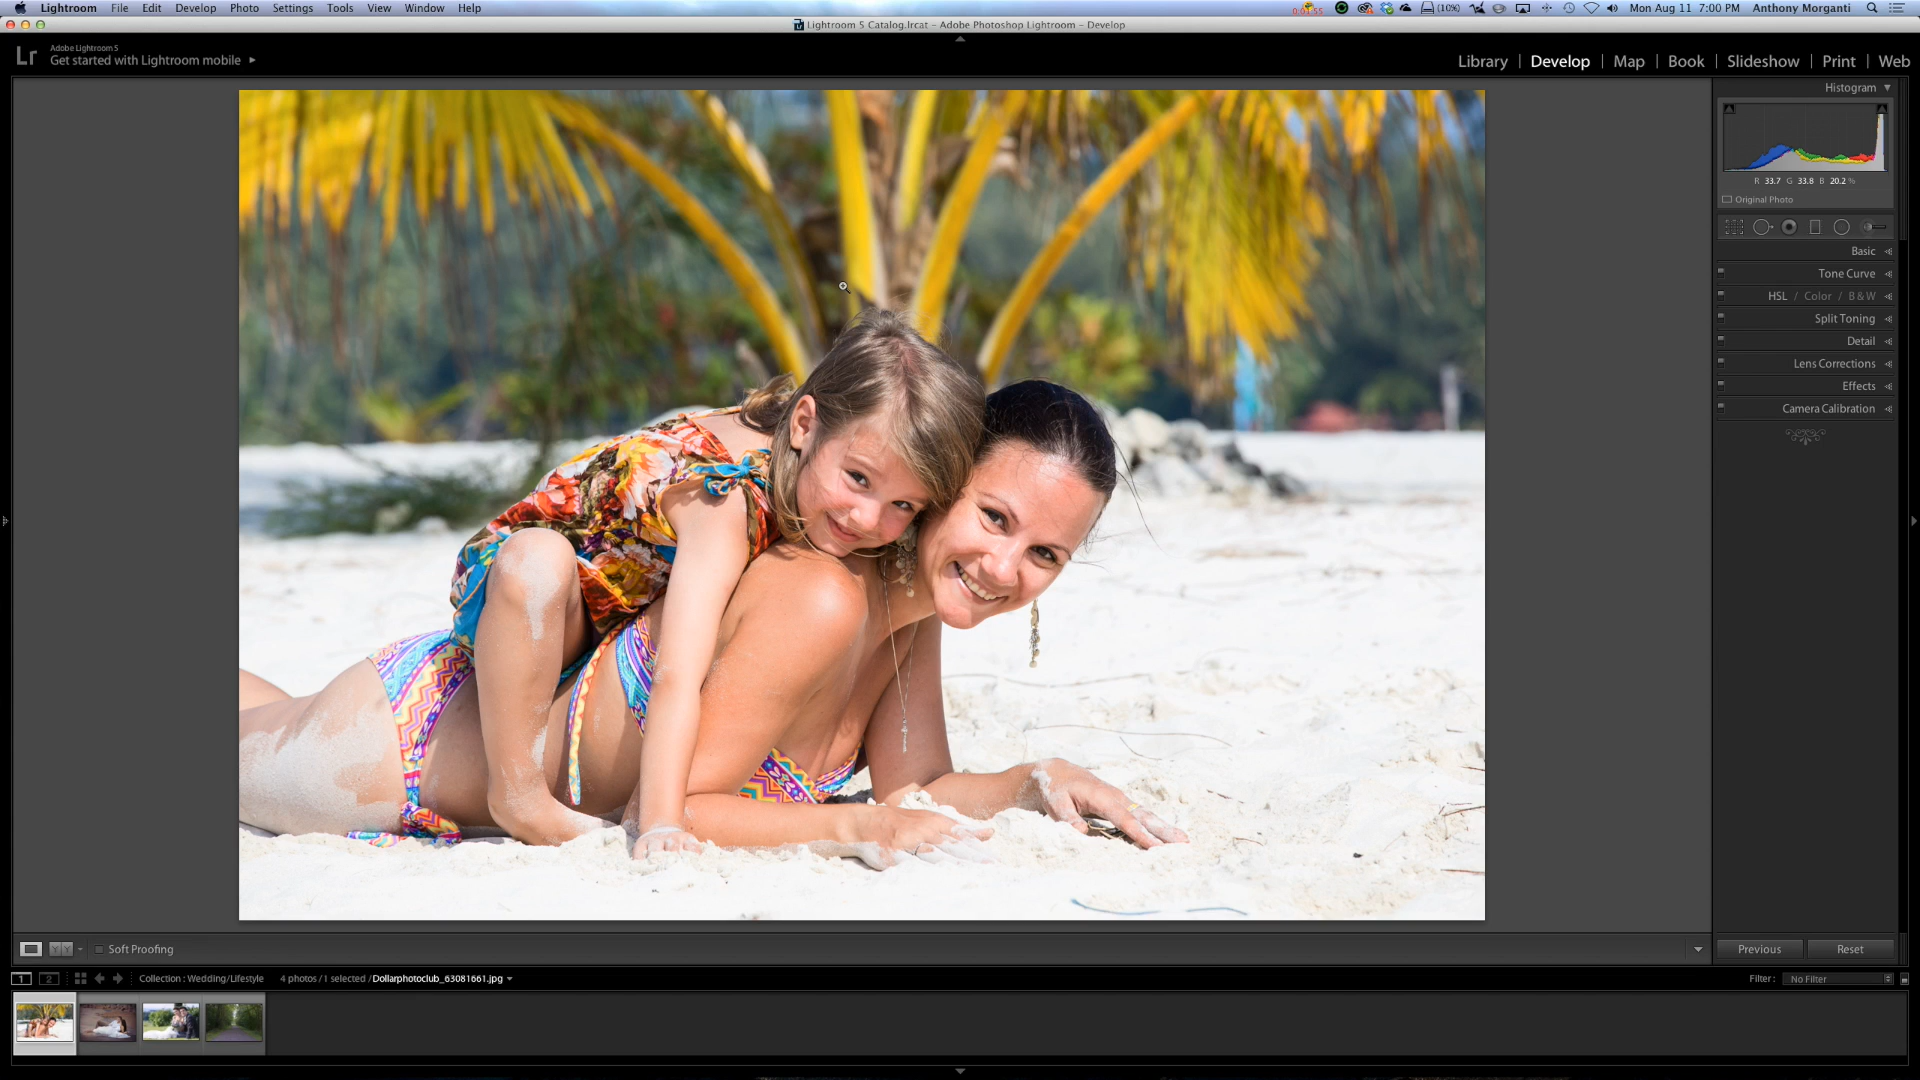 Lightroom File Edit Develop Photo Settings Tools View Window Help
(10%) Mon Aug 11 7:00 PM Anthony Morganti
Lightroom 5 Catalog.lrcat – Adobe Photoshop Lightroom – Develop
Lr
Adobe Lightroom 5
Get started with Lightroom mobile
Library | Develop | Map | Book | Slideshow | Print | Web
Histogram
R 33.7 G 33.8 B 20.2 %
Original Photo
Basic
Tone Curve
HSL / Color / B & W
Split Toning
Detail
Lens Corrections
Effects
Camera Calibration
Y Y Soft Proofing
Previous Reset
1 2 Collection : Wedding/Lifestyle 4 photos / 1 selected / Dollarphotoclub_63081661.jpg
Filter : No Filter